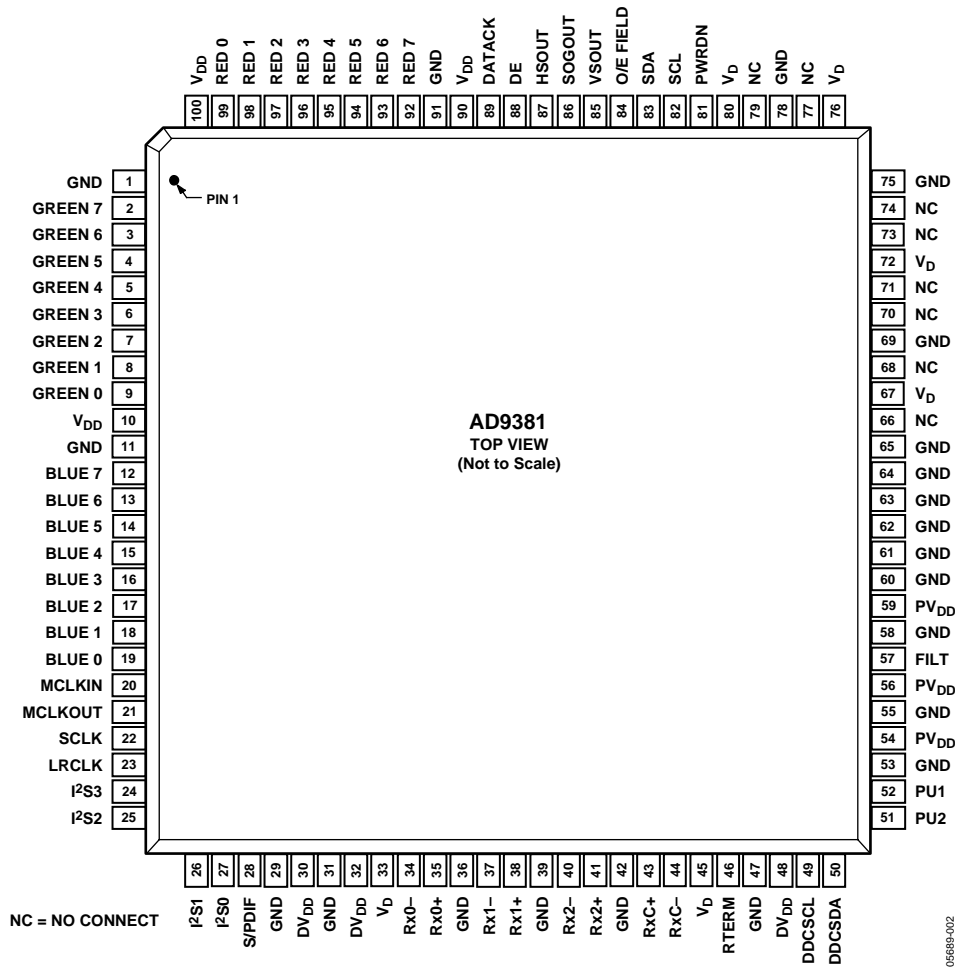 V_DD RED 0 RED 1 RED 2 RED 3 RED 4 RED 5 RED 6 RED 7 GND V_DD DATACK DE HSOUT SOGOUT VSOUT O/E FIELD SDA SCL PWRDN V_D NC GND NC V_D
100 99 98 97 96 95 94 93 92 91 90 89 88 87 86 85 84 83 82 81 80 79 78 77 76
PIN 1
GND 1
GREEN 7 2
GREEN 6 3
GREEN 5 4
GREEN 4 5
GREEN 3 6
GREEN 2 7
GREEN 1 8
GREEN 0 9
V_DD 10
GND 11
BLUE 7 12
BLUE 6 13
BLUE 5 14
BLUE 4 15
BLUE 3 16
BLUE 2 17
BLUE 1 18
BLUE 0 19
MCLKIN 20
MCLKOUT 21
SCLK 22
LRCLK 23
I²S3 24
I²S2 25
AD9381
TOP VIEW
(Not to Scale)
75 GND
74 NC
73 NC
72 V_D
71 NC
70 NC
69 GND
68 NC
67 V_D
66 NC
65 GND
64 GND
63 GND
62 GND
61 GND
60 GND
59 PV_DD
58 GND
57 FILT
56 PV_DD
55 GND
54 PV_DD
53 GND
52 PU1
51 PU2
26 27 28 29 30 31 32 33 34 35 36 37 38 39 40 41 42 43 44 45 46 47 48 49 50
I²S1 I²S0 S/PDIF GND DV_DD GND DV_DD V_D Rx0– Rx0+ GND Rx1– Rx1+ GND Rx2– Rx2+ GND RxC+ RxC– V_D RTERM GND DV_DD DDCSCL DDCSDA
NC = NO CONNECT
05689-002